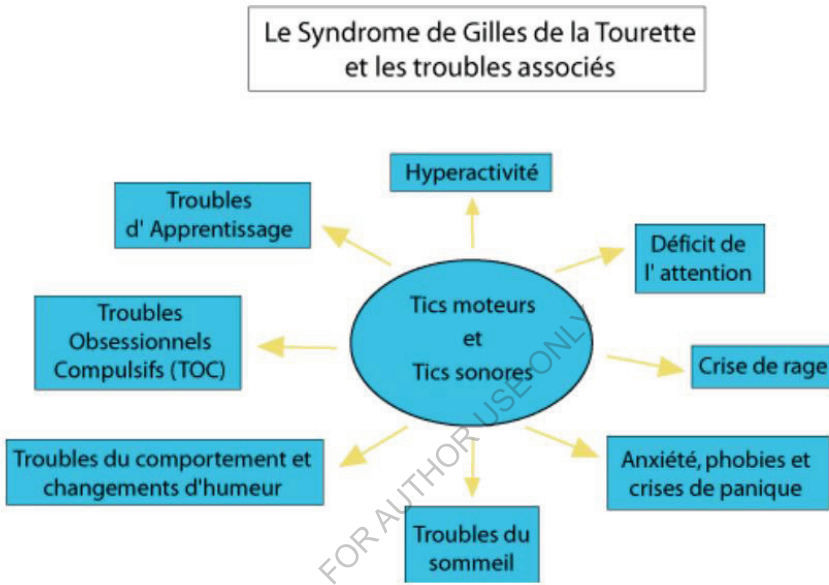 Le Syndrome de Gilles de la Tourette
et les troubles associés
Hyperactivité
Troubles
d' Apprentissage
Déficit de
l' attention
Troubles
Obsessionnels
Compulsifs (TOC)
Tics moteurs
et
Tics sonores
Crise de rage
Troubles du comportement et
changements d'humeur
Anxiété, phobies et
crises de panique
Troubles du
sommeil
FOR AUTHOR USE ONLY